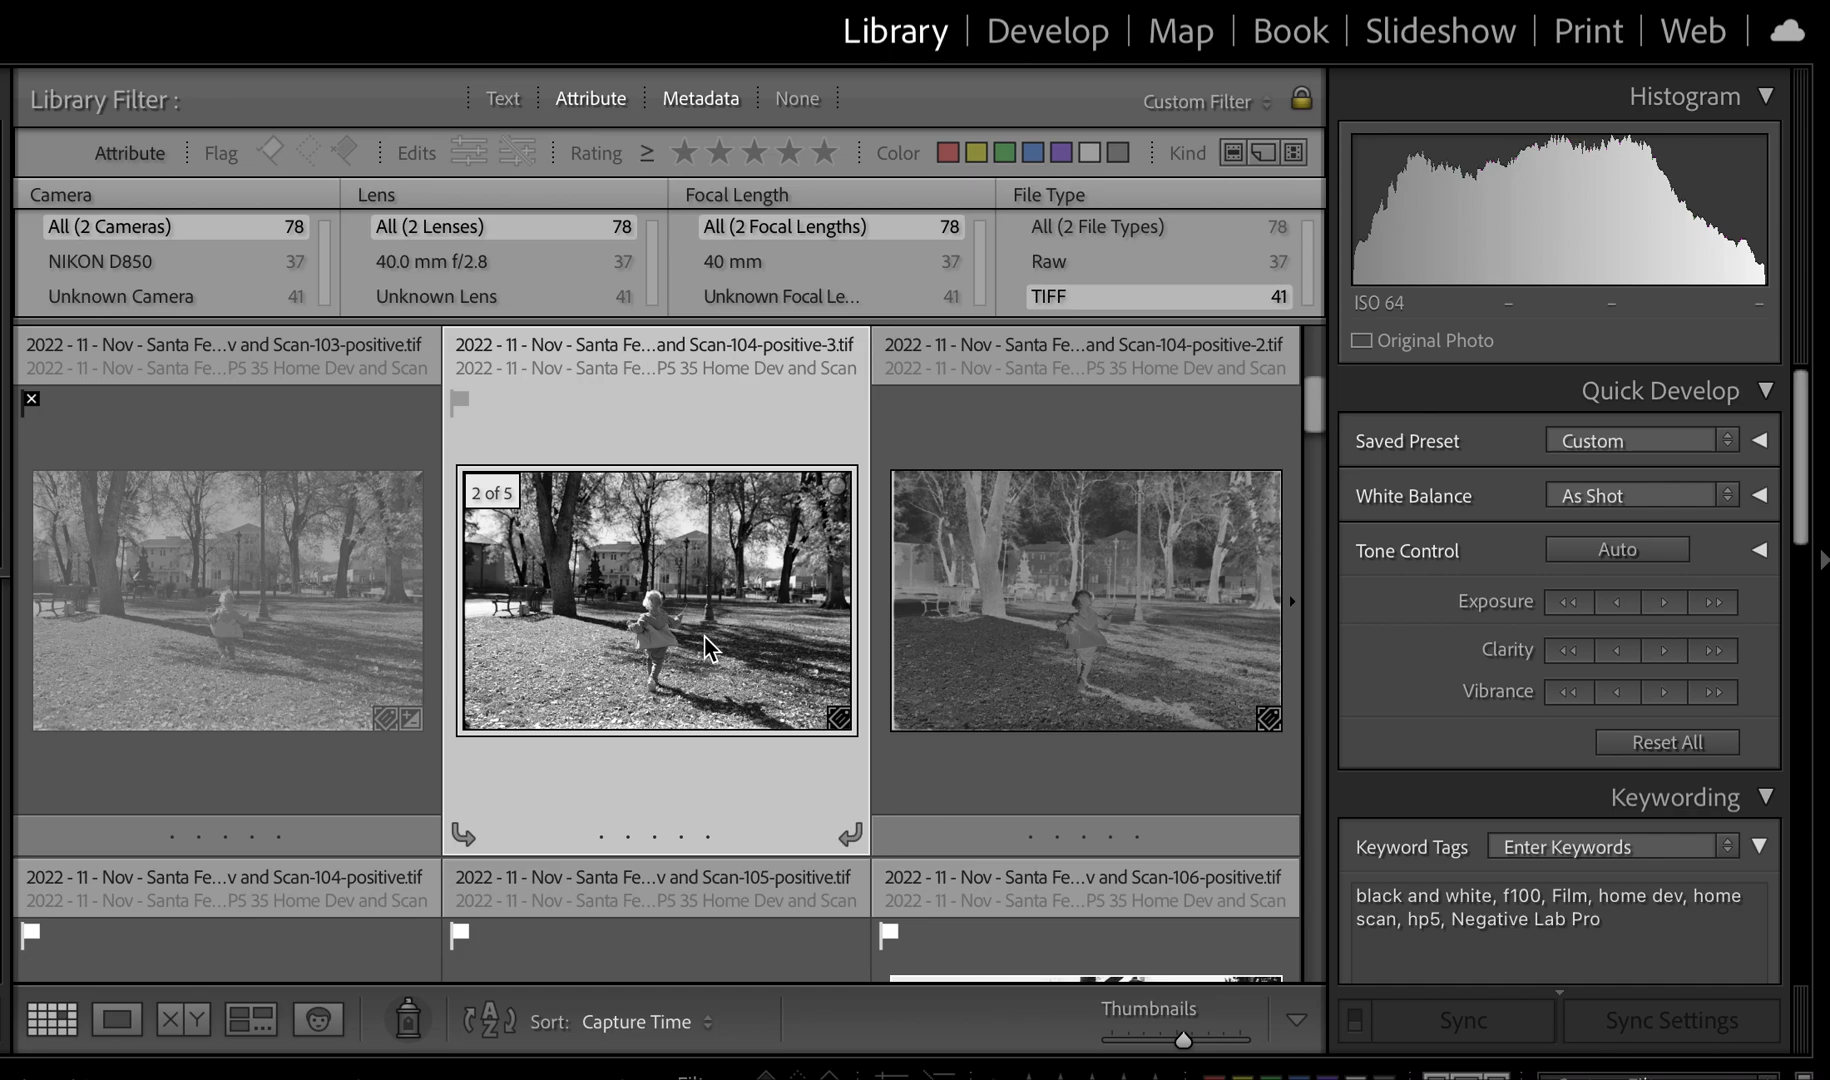 Library | Develop | Map | Book | Slideshow | Print | Web
Library Filter : Text Attribute Metadata None Custom Filter
Attribute Flag Edits Rating ≥ Color Kind
Camera Lens Focal Length File Type
All (2 Cameras) 78 All (2 Lenses) 78 All (2 Focal Lengths) 78 All (2 File Types) 78
NIKON D850 37 40.0 mm f/2.8 37 40 mm 37 Raw 37
Unknown Camera 41 Unknown Lens 41 Unknown Focal Le... 41 TIFF 41
2022 - 11 - Nov - Santa Fe...v and Scan-103-positive.tif
2022 - 11 - Nov - Santa Fe...P5 35 Home Dev and Scan
2022 - 11 - Nov - Santa Fe...and Scan-104-positive-3.tif
2022 - 11 - Nov - Santa Fe...P5 35 Home Dev and Scan
2 of 5
2022 - 11 - Nov - Santa Fe...and Scan-104-positive-2.tif
2022 - 11 - Nov - Santa Fe...P5 35 Home Dev and Scan
2022 - 11 - Nov - Santa Fe...v and Scan-104-positive.tif
2022 - 11 - Nov - Santa Fe...P5 35 Home Dev and Scan
2022 - 11 - Nov - Santa Fe...v and Scan-105-positive.tif
2022 - 11 - Nov - Santa Fe...P5 35 Home Dev and Scan
2022 - 11 - Nov - Santa Fe...v and Scan-106-positive.tif
2022 - 11 - Nov - Santa Fe...P5 35 Home Dev and Scan
X Y A Z Sort: Capture Time Thumbnails
Histogram
ISO 64 – – –
Original Photo
Quick Develop
Saved Preset Custom
White Balance As Shot
Tone Control Auto
Exposure
Clarity
Vibrance
Reset All
Keywording
Keyword Tags Enter Keywords
black and white, f100, Film, home dev, home
scan, hp5, Negative Lab Pro
Sync Sync Settings